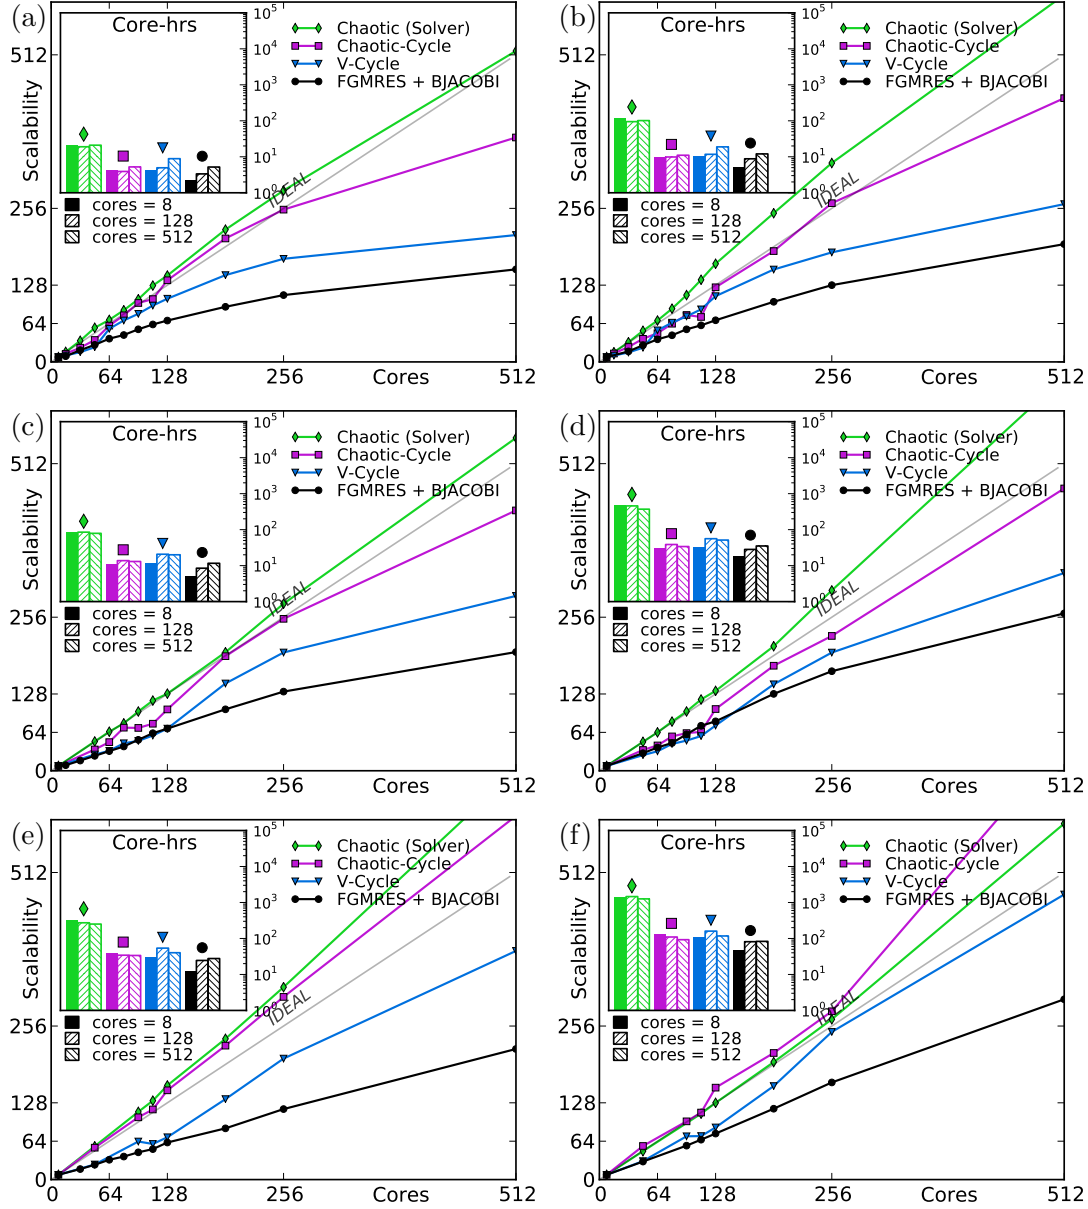 (a)
Core-hrs
10^5
10^4
10^3
10^2
10^1
10^0
Chaotic (Solver)
Chaotic-Cycle
V-Cycle
FGMRES + BJACOBI
IDEAL
cores = 8
cores = 128
cores = 512
Scalability
512
256
128
64
0
0 64 128 256 Cores 512
(b)
Core-hrs
10^5
10^4
10^3
10^2
10^1
10^0
Chaotic (Solver)
Chaotic-Cycle
V-Cycle
FGMRES + BJACOBI
IDEAL
cores = 8
cores = 128
cores = 512
Scalability
512
256
128
64
0
0 64 128 256 Cores 512
(c)
Core-hrs
10^5
10^4
10^3
10^2
10^1
10^0
Chaotic (Solver)
Chaotic-Cycle
V-Cycle
FGMRES + BJACOBI
IDEAL
cores = 8
cores = 128
cores = 512
Scalability
512
256
128
64
0
0 64 128 256 Cores 512
(d)
Core-hrs
10^5
10^4
10^3
10^2
10^1
10^0
Chaotic (Solver)
Chaotic-Cycle
V-Cycle
FGMRES + BJACOBI
IDEAL
cores = 8
cores = 128
cores = 512
Scalability
512
256
128
64
0
0 64 128 256 Cores 512
(e)
Core-hrs
10^5
10^4
10^3
10^2
10^1
10^0
Chaotic (Solver)
Chaotic-Cycle
V-Cycle
FGMRES + BJACOBI
IDEAL
cores = 8
cores = 128
cores = 512
Scalability
512
256
128
64
0
0 64 128 256 Cores 512
(f)
Core-hrs
10^5
10^4
10^3
10^2
10^1
10^0
Chaotic (Solver)
Chaotic-Cycle
V-Cycle
FGMRES + BJACOBI
IDEAL
cores = 8
cores = 128
cores = 512
Scalability
512
256
128
64
0
0 64 128 256 Cores 512